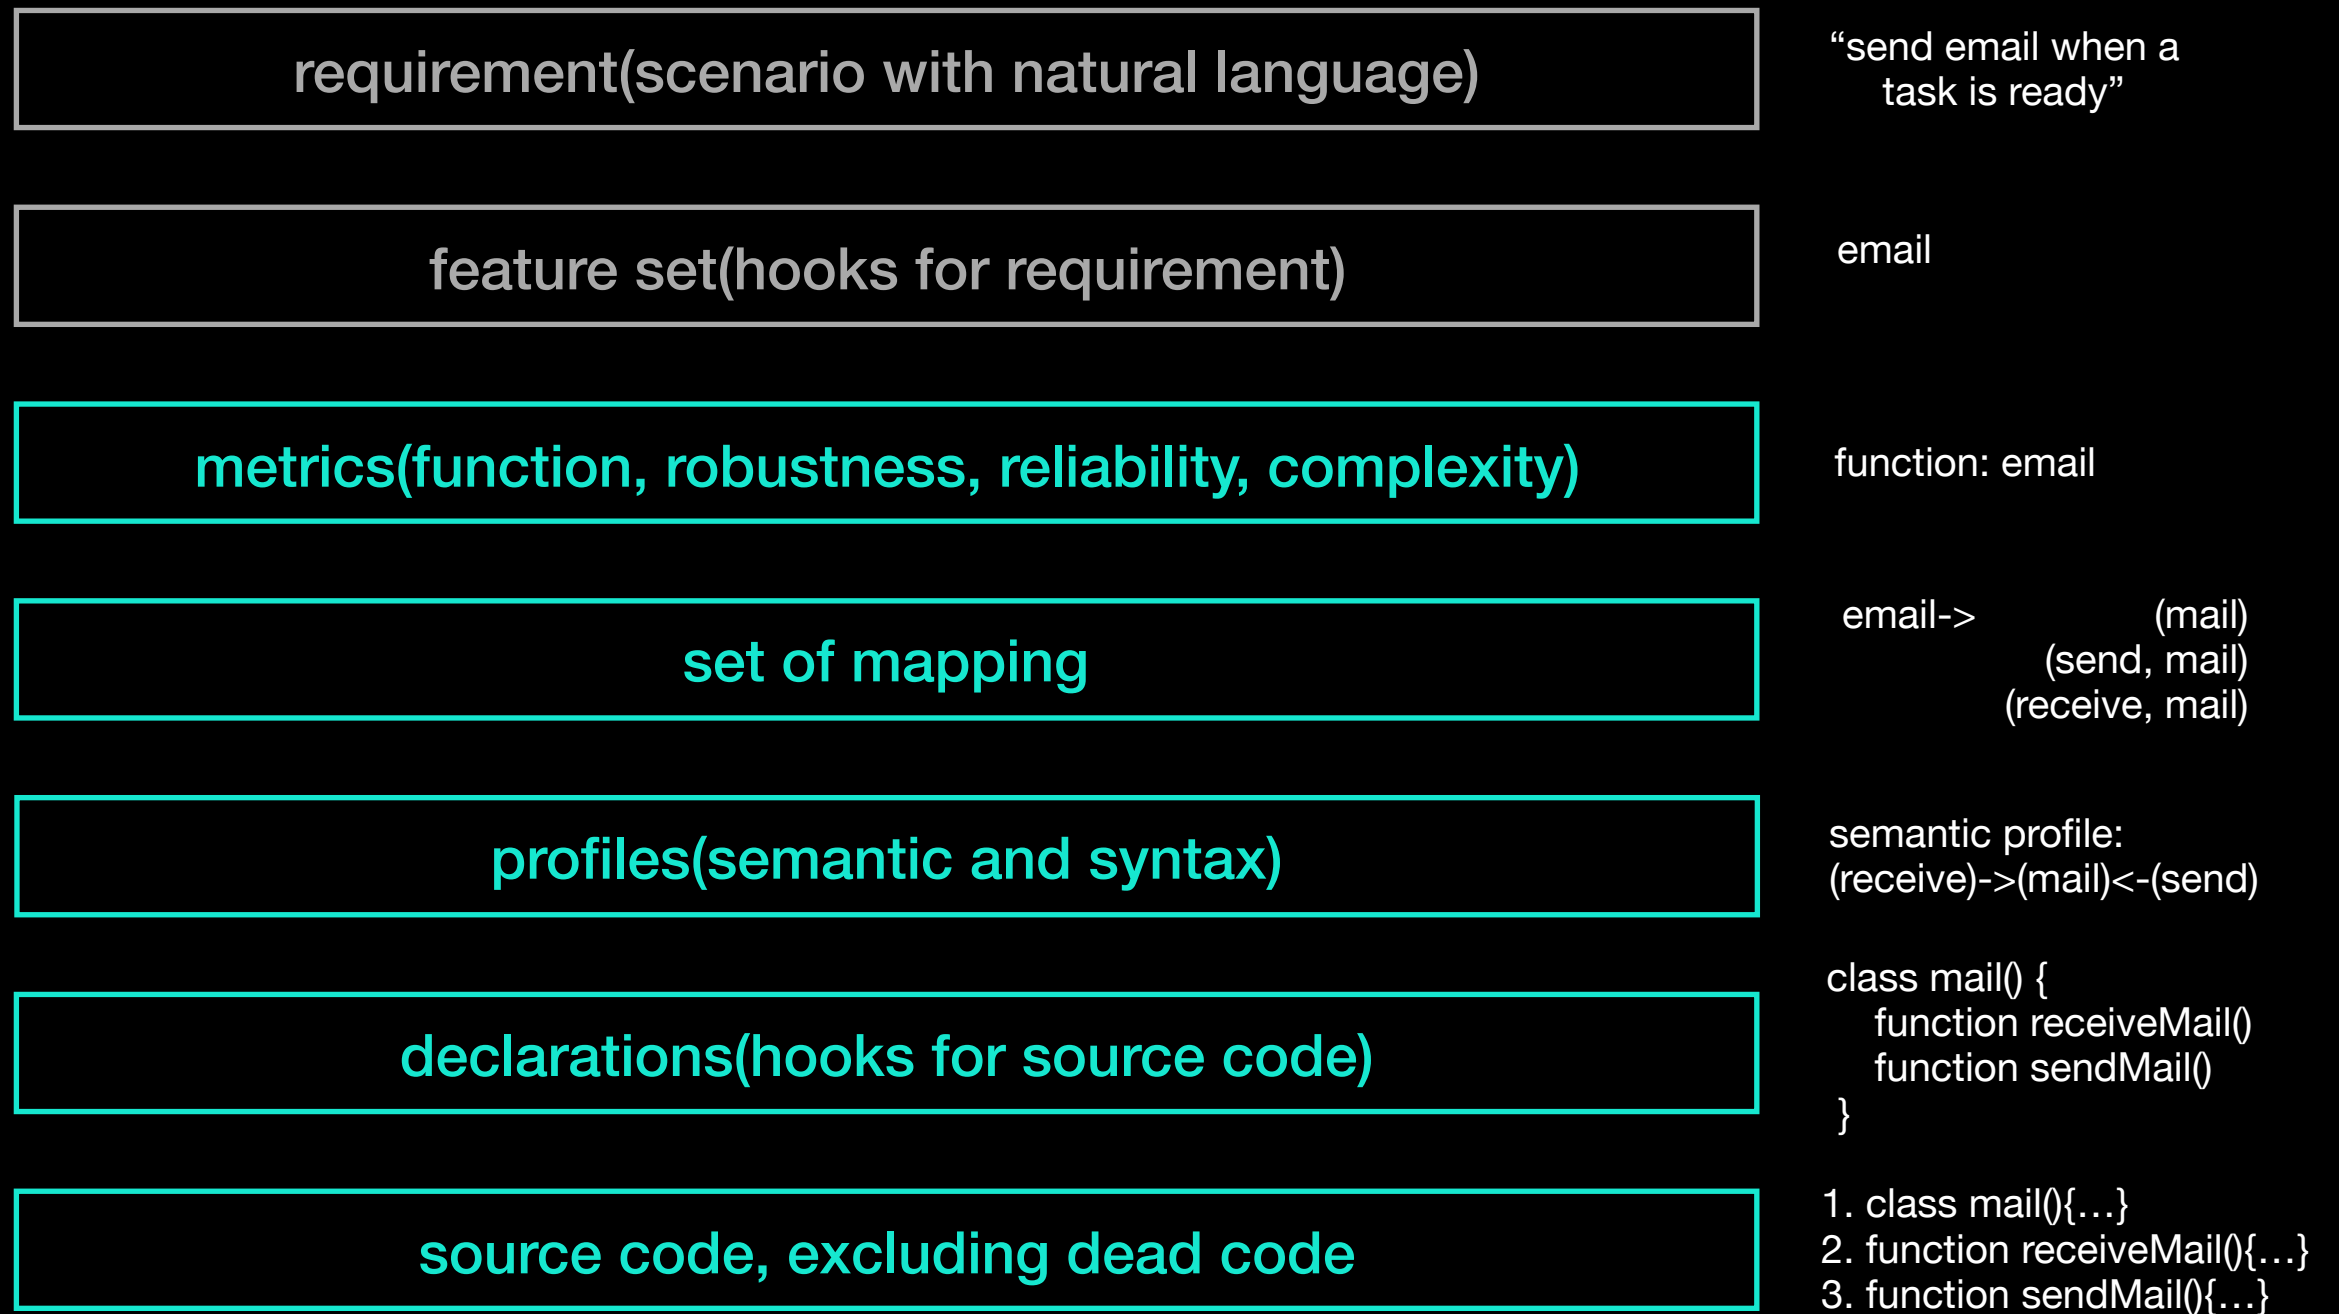 requirement(scenario with natural language)
“send email when a
task is ready”
feature set(hooks for requirement)
email
metrics(function, robustness, reliability, complexity)
function: email
set of mapping
email-> (mail)
(send, mail)
(receive, mail)
profiles(semantic and syntax)
semantic profile:
(receive)->(mail)<-(send)
declarations(hooks for source code)
class mail() {
function receiveMail()
function sendMail()
}
source code, excluding dead code
1. class mail(){…}
2. function receiveMail(){…}
3. function sendMail(){…}